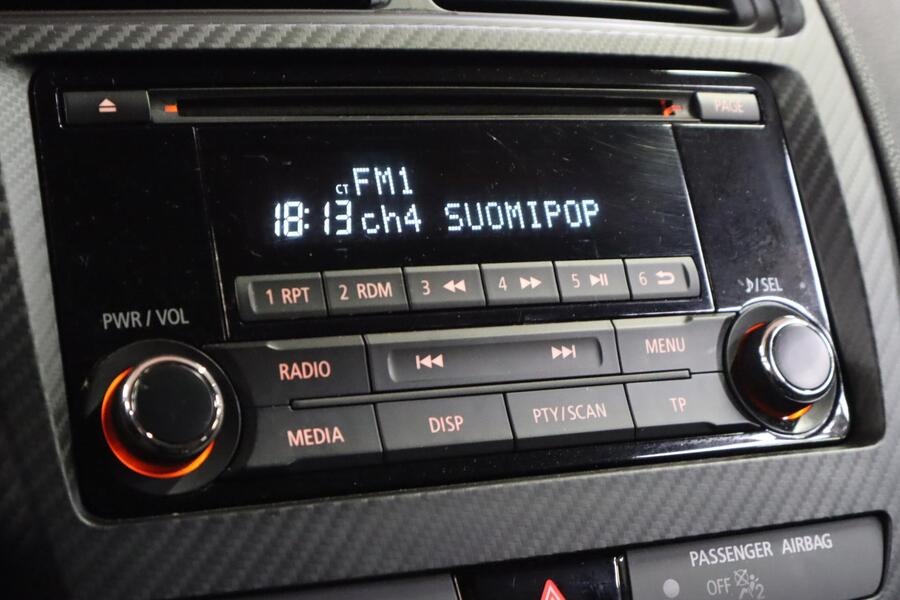 PAGE
CT FM1
18:13 ch4 SUOMIPOP
1 RPT 2 RDM 3 4 5 6
PWR / VOL
/SEL
RADIO
MENU
MEDIA
DISP
PTY/SCAN
TP
PASSENGER AIRBAG
OFF 2